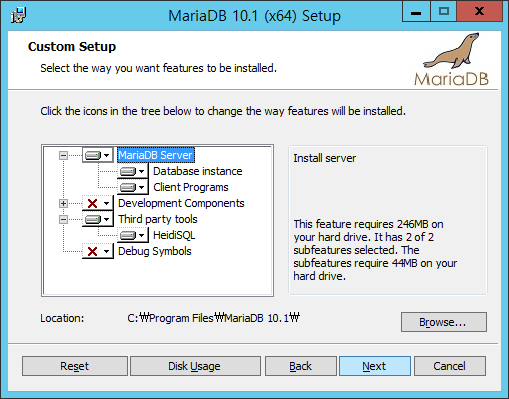 MariaDB 10.1 (x64) Setup
Custom Setup
Select the way you want features to be installed.
MariaDB
Click the icons in the tree below to change the way features will be installed.
MariaDB Server
Database instance
Client Programs
Development Components
Third party tools
HeidiSQL
Debug Symbols
Install server
This feature requires 246MB on
your hard drive. It has 2 of 2
subfeatures selected. The
subfeatures require 44MB on your
hard drive.
Location: C:₩Program Files₩MariaDB 10.1₩
Browse...
Reset Disk Usage Back Next Cancel